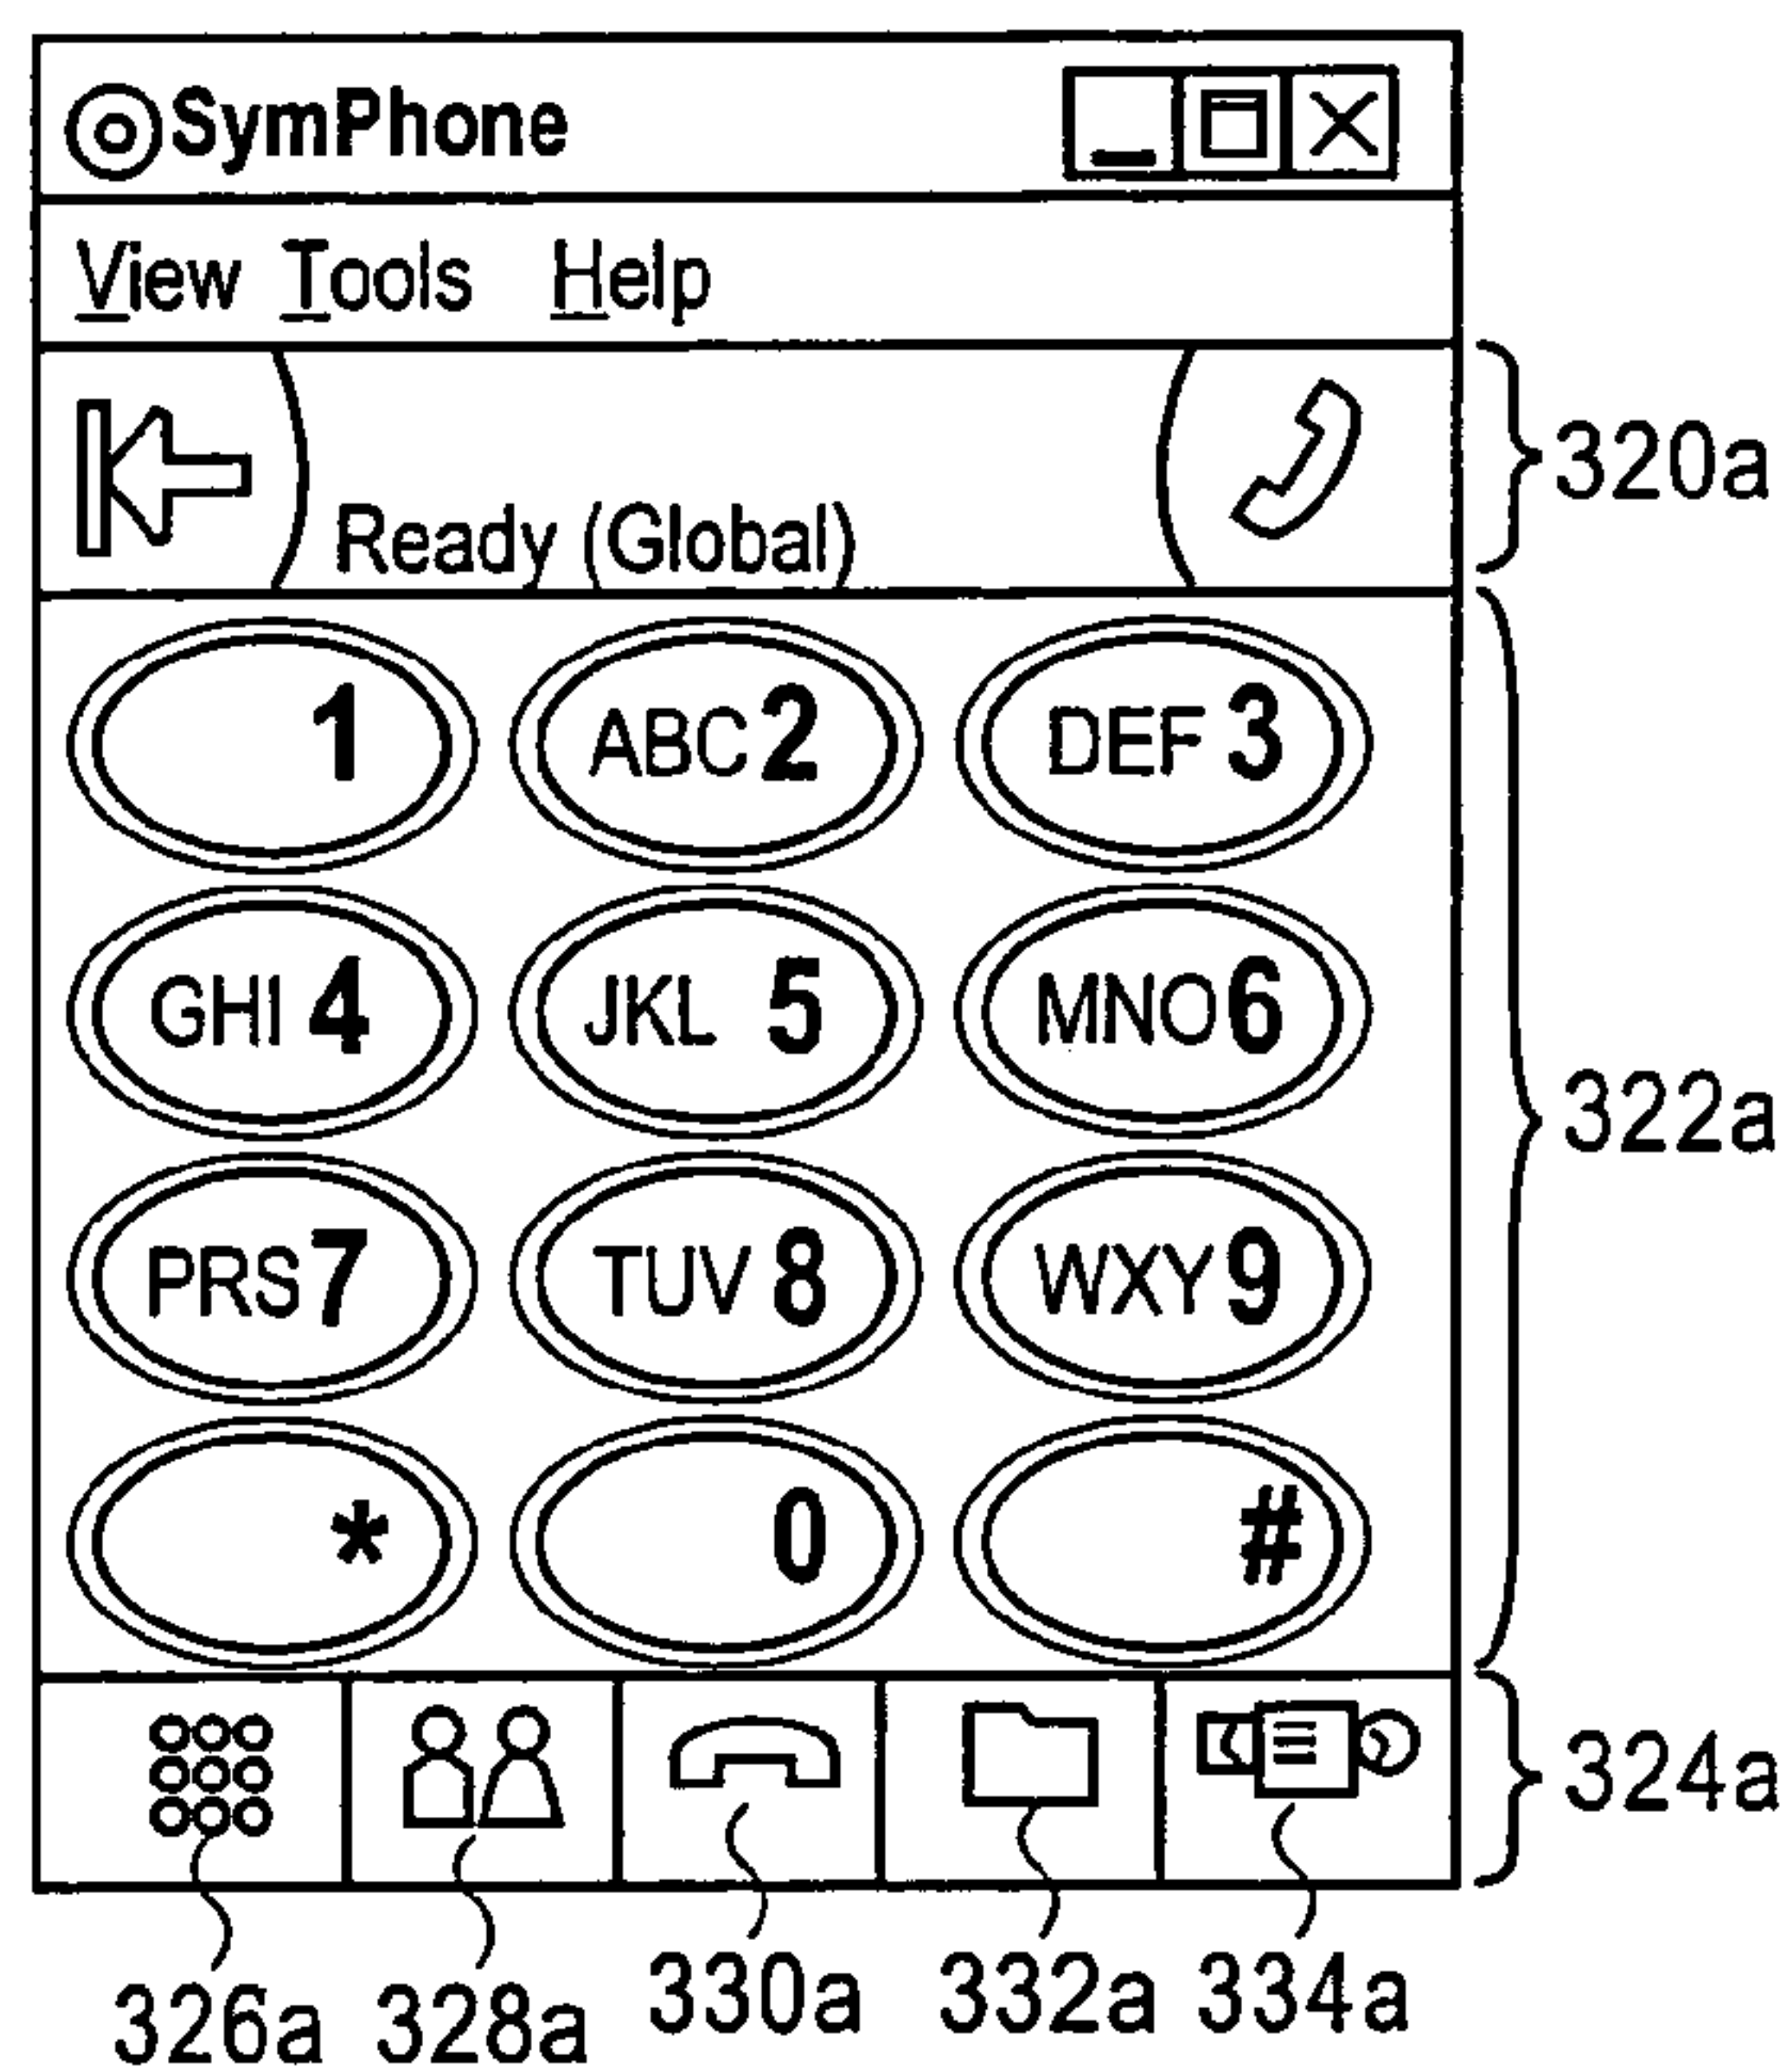 SymPhone
View Tools Help
Ready (Global)
320a
1 ABC 2 DEF 3
GHI 4 JKL 5 MNO 6
322a
PRS 7 TUV 8 WXY 9
* 0 #
324a
326a 328a 330a 332a 334a